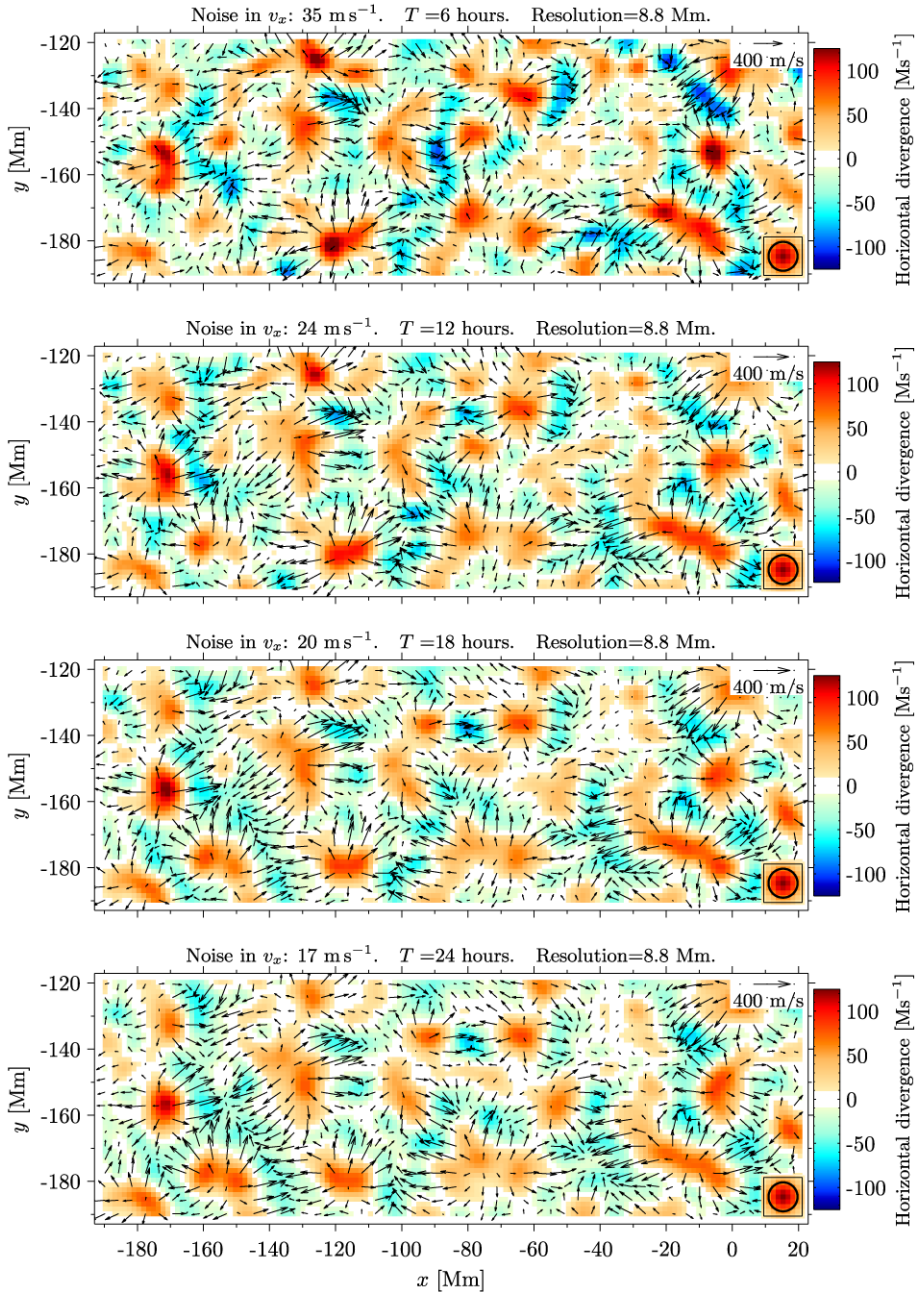 Noise in vₓ: 35 m s⁻¹. T =6 hours. Resolution=8.8 Mm.
-120
-140
-160
-180
y [Mm]
400 m/s
100
50
0
-50
-100
Horizontal divergence [Ms⁻¹]
Noise in vₓ: 24 m s⁻¹. T =12 hours. Resolution=8.8 Mm.
-120
-140
-160
-180
y [Mm]
400 m/s
100
50
0
-50
-100
Horizontal divergence [Ms⁻¹]
Noise in vₓ: 20 m s⁻¹. T =18 hours. Resolution=8.8 Mm.
-120
-140
-160
-180
y [Mm]
400 m/s
100
50
0
-50
-100
Horizontal divergence [Ms⁻¹]
Noise in vₓ: 17 m s⁻¹. T =24 hours. Resolution=8.8 Mm.
-120
-140
-160
-180
y [Mm]
400 m/s
100
50
0
-50
-100
Horizontal divergence [Ms⁻¹]
-180 -160 -140 -120 -100 -80 -60 -40 -20 0 20
x [Mm]